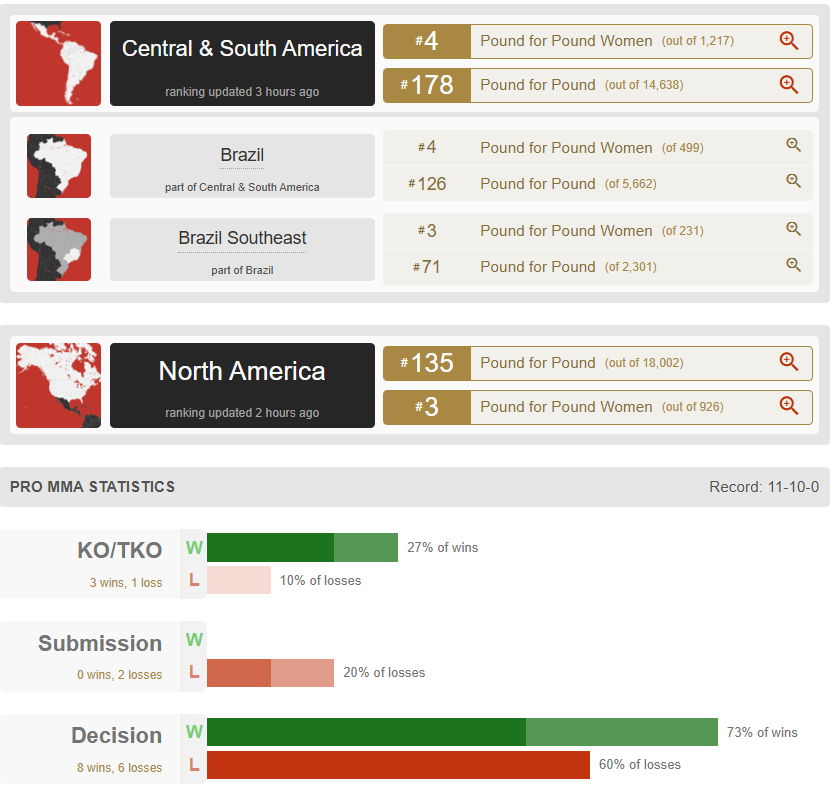 Central & South America
ranking updated 3 hours ago
#4 Pound for Pound Women (out of 1,217)
#178 Pound for Pound (out of 14,638)
Brazil
part of Central & South America
#4 Pound for Pound Women (of 499)
#126 Pound for Pound (of 5,662)
Brazil Southeast
part of Brazil
#3 Pound for Pound Women (of 231)
#71 Pound for Pound (of 2,301)
North America
ranking updated 2 hours ago
#135 Pound for Pound (out of 18,002)
#3 Pound for Pound Women (out of 926)
PRO MMA STATISTICS Record: 11-10-0
KO/TKO
3 wins, 1 loss
W 27% of wins
L 10% of losses
Submission
0 wins, 2 losses
W
L 20% of losses
Decision
8 wins, 6 losses
W 73% of wins
L 60% of losses